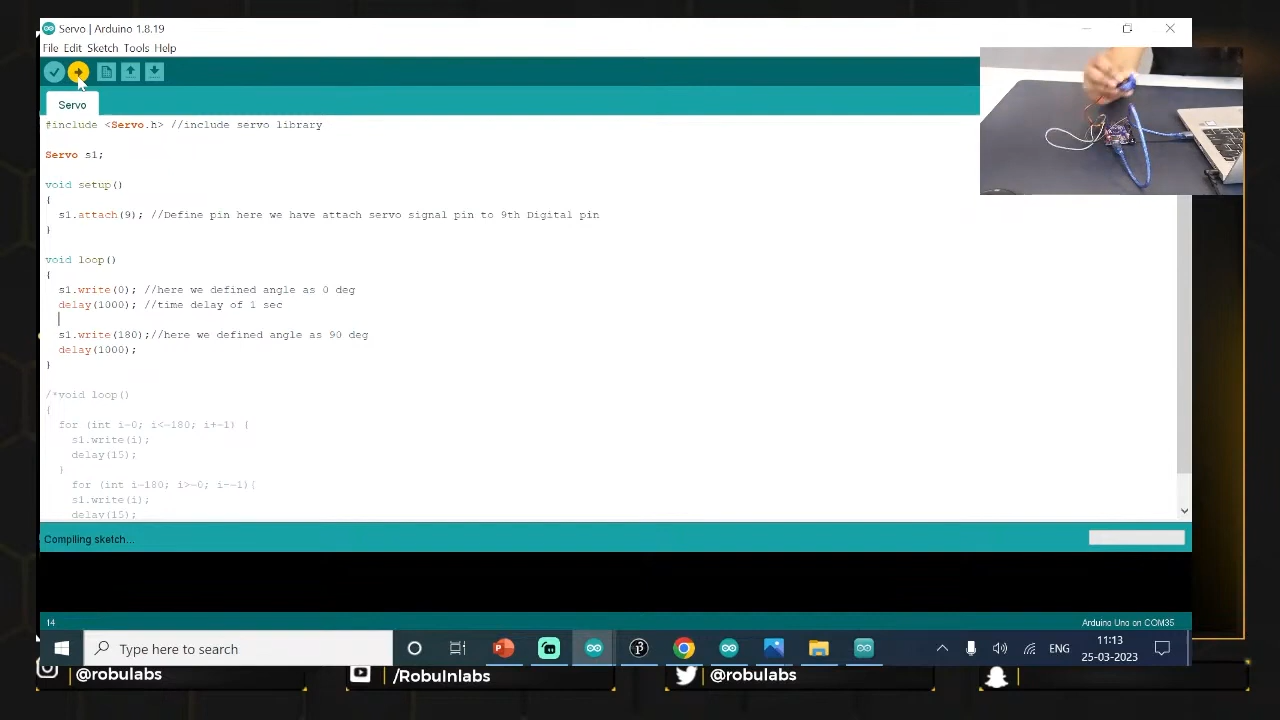 Servo | Arduino 1.8.19
File Edit Sketch Tools Help
Servo
#include <Servo.h> //include servo library
Servo s1;
void setup()
{
s1.attach(9); //Define pin here we have attach servo signal pin to 9th Digital pin
}
void loop()
{
s1.write(0); //here we defined angle as 0 deg
delay(1000); //time delay of 1 sec
s1.write(180);//here we defined angle as 90 deg
delay(1000);
}
/*void loop()
{
for (int i=0; i<=180; i+=1) {
s1.write(i);
delay(15);
}
for (int i=180; i>=0; i-=1){
s1.write(i);
delay(15);
Compiling sketch...
14
Arduino Uno on COM35
Type here to search
ENG
11:13
25-03-2023
@robulabs
/RobuInlabs
@robulabs